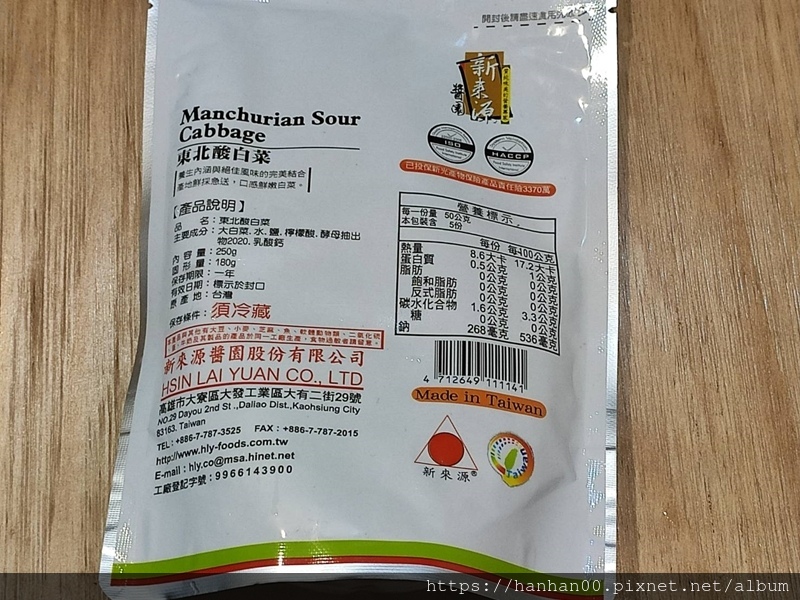 開封後請盡速食用完畢
新來源
醬園
ISO
HACCP
己投保新光產物保險產品責任險3370萬
Manchurian Sour
Cabbage
東北酸白菜
養生內涵與絕佳風味的完美結合
產地鮮採急送，口感鮮嫩白菜。
【產品說明】
品名：東北酸白菜
主要成分：大白菜、水、鹽、檸檬酸、酵母抽出
物2020、乳酸鈣
內容量：250g
固形量：180g
保存期限：一年
有效日期：標示於封口
原產地：台灣
保存條件：須冷藏
新來源醬園股份有限公司
HSIN LAI YUAN CO., LTD
高雄市大寮區大發工業區大有二街29號
NO.29 Dayou 2nd St .,Daliao Dist.,Kaohsiung City
83163. Taiwan
TEL：+886-7-787-3525 FAX：+886-7-787-2015
http://www.hly-foods.com.tw
E-mail：hly.co@msa.hinet.net
工廠登記字號：9966143900
營養標示
每一份量 50公克
本包裝含 5份
每份 每100公克
熱量 8.6大卡 17.2大卡
蛋白質 0.5公克
脂肪 0公克 0公克
飽和脂肪 0公克 0公克
反式脂肪 0公克 0公克
碳水化合物 1.6公克 3.3公克
糖 0公克 0公克
鈉 268毫克 536毫克
4 712649 111141
Made in Taiwan
新來源®
Taiwan
https://hanhan00.pixnet.net/album